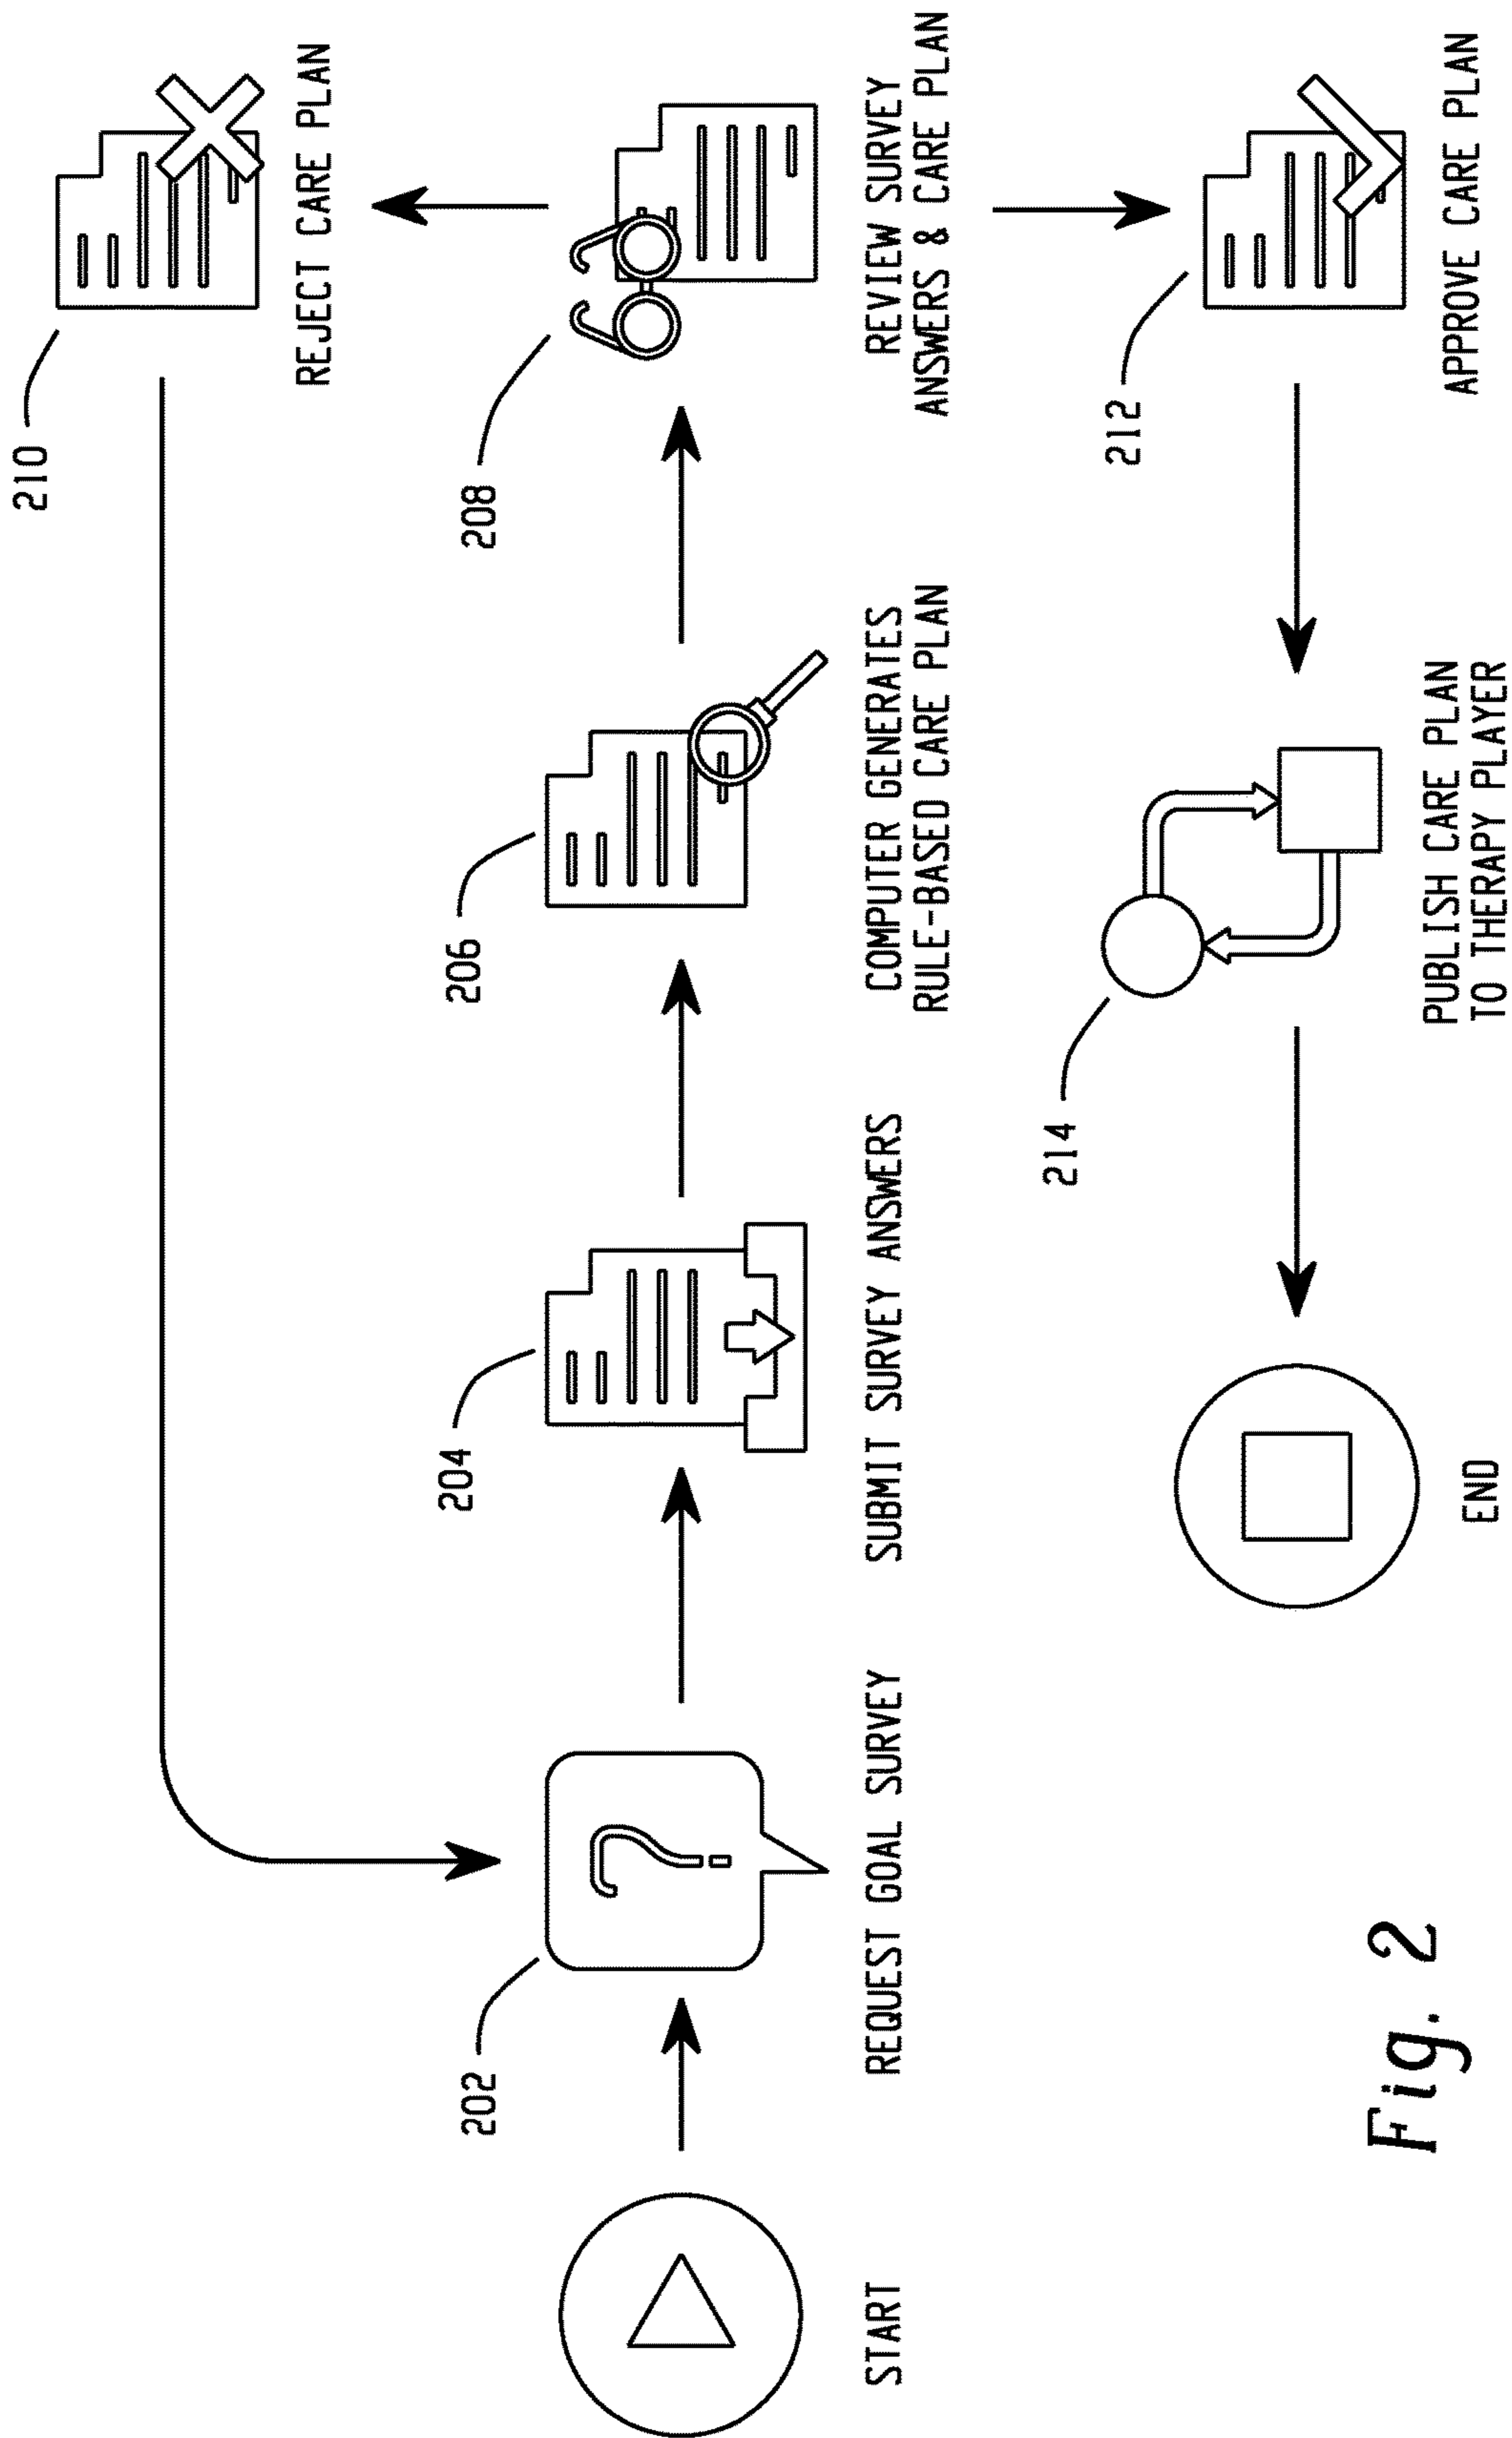 210
REJECT CARE PLAN
202
204
206
208
START
REQUEST GOAL SURVEY
SUBMIT SURVEY ANSWERS
COMPUTER GENERATES
RULE-BASED CARE PLAN
REVIEW SURVEY
ANSWERS & CARE PLAN
214
212
END
PUBLISH CARE PLAN
TO THERAPY PLAYER
APPROVE CARE PLAN
Fig. 2